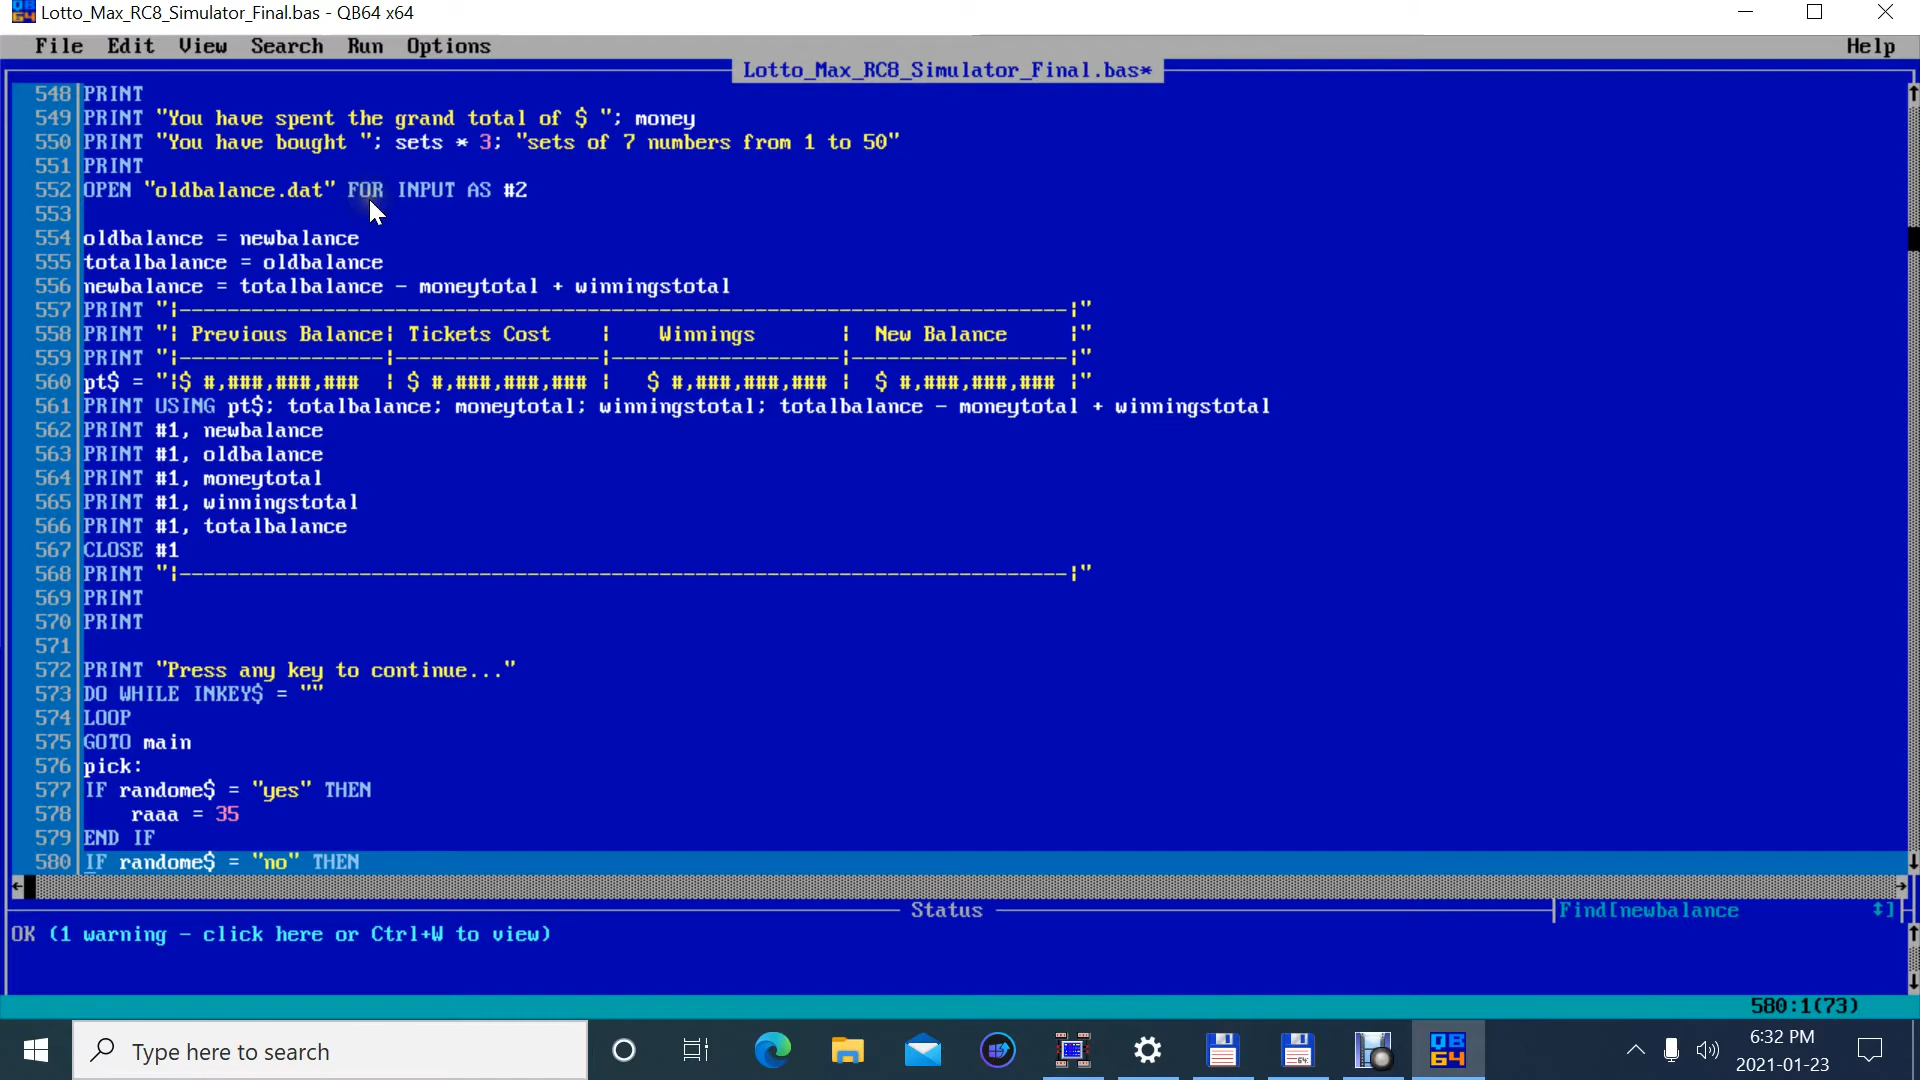 Lotto_Max_RC8_Simulator_Final.bas - QB64 x64
File Edit View Search Run Options Help
Lotto_Max_RC8_Simulator_Final.bas*
548 PRINT
549 PRINT "You have spent the grand total of $ "; money
550 PRINT "You have bought "; sets * 3; "sets of 7 numbers from 1 to 50"
551 PRINT
552 OPEN "oldbalance.dat" FOR INPUT AS #2
553
554 oldbalance = newbalance
555 totalbalance = oldbalance
556 newbalance = totalbalance - moneytotal + winningstotal
557 PRINT "¦--------------------------------------------------------------------------¦"
558 PRINT "¦ Previous Balance¦ Tickets Cost    ¦    Winnings       ¦  New Balance     ¦"
559 PRINT "¦-----------------¦-----------------¦-------------------¦------------------¦"
560 pt$ = "¦$ #,###,###,###  ¦ $ #,###,###,### ¦   $ #,###,###,### ¦  $ #,###,###,### ¦"
561 PRINT USING pt$; totalbalance; moneytotal; winningstotal; totalbalance - moneytotal + winningstotal
562 PRINT #1, newbalance
563 PRINT #1, oldbalance
564 PRINT #1, moneytotal
565 PRINT #1, winningstotal
566 PRINT #1, totalbalance
567 CLOSE #1
568 PRINT "¦--------------------------------------------------------------------------¦"
569 PRINT
570 PRINT
571
572 PRINT "Press any key to continue..."
573 DO WHILE INKEY$ = ""
574 LOOP
575 GOTO main
576 pick:
577 IF randome$ = "yes" THEN
578     raaa = 35
579 END IF
580 IF randome$ = "no" THEN
Status
Find[newbalance ]
OK (1 warning - click here or Ctrl+W to view)
580:1(73)
Type here to search
QB64
64
6:32 PM
2021-01-23